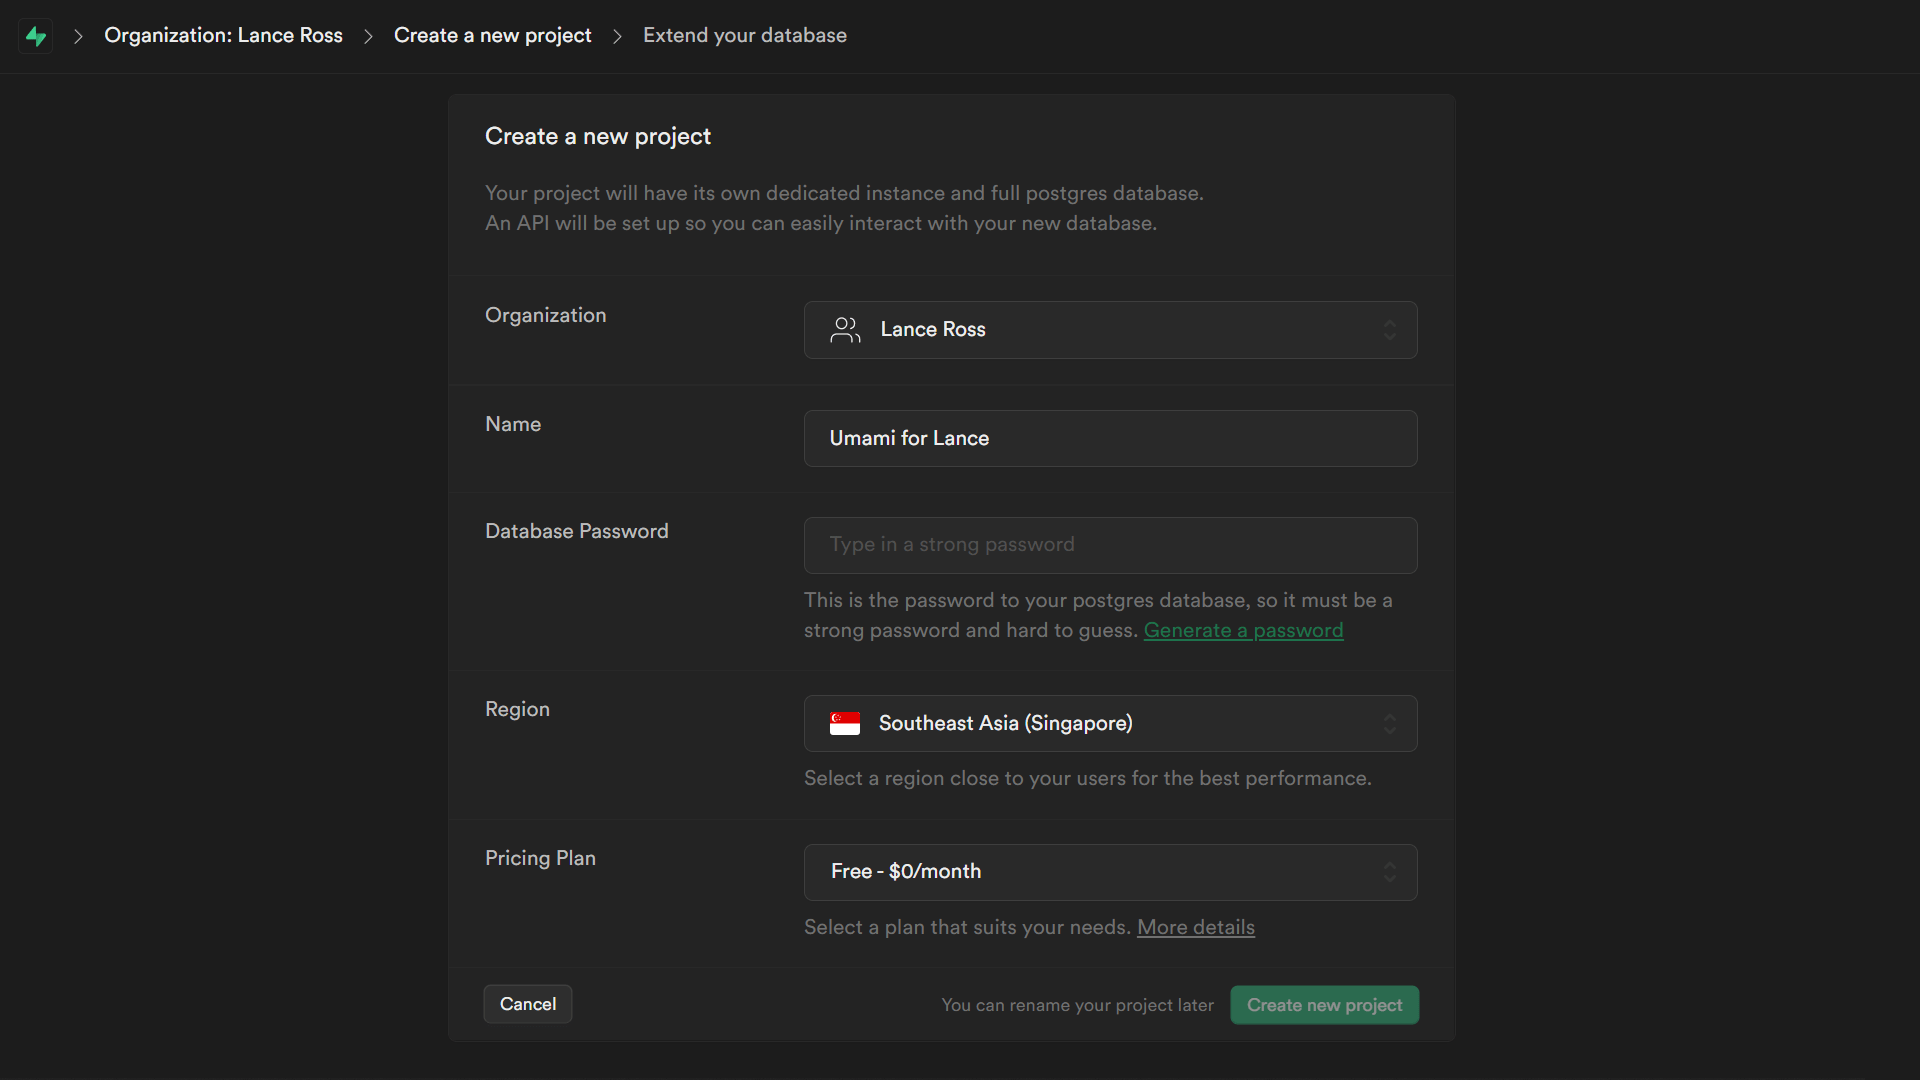 Organization: Lance Ross
Create a new project
Extend your database
Create a new project
Your project will have its own dedicated instance and full postgres database.
An API will be set up so you can easily interact with your new database.
Organization
Lance Ross
Name
Umami for Lance
Database Password
Type in a strong password
This is the password to your postgres database, so it must be a
strong password and hard to guess. Generate a password
Region
Southeast Asia (Singapore)
Select a region close to your users for the best performance.
Pricing Plan
Free - $0/month
Select a plan that suits your needs. More details
Cancel
You can rename your project later
Create new project